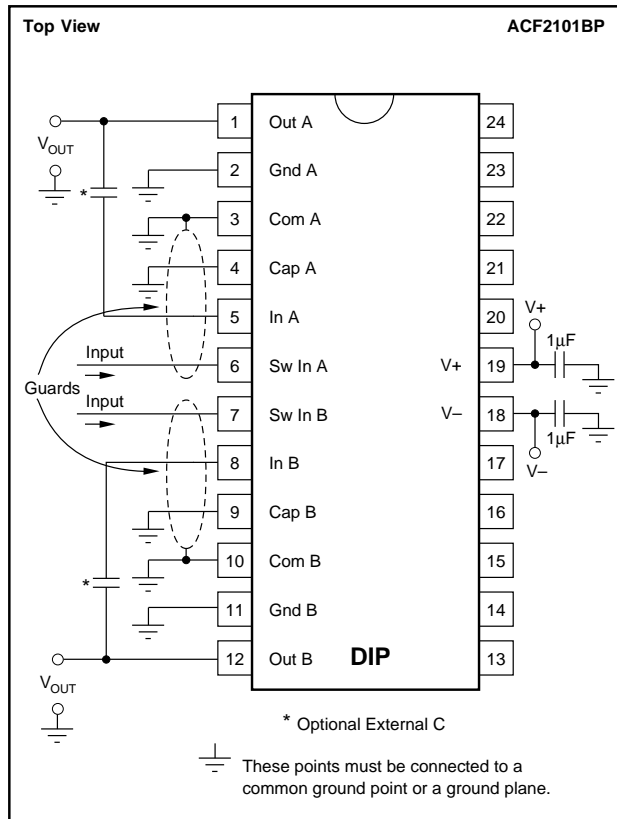 Top View ACF2101BP
1 Out A 24
V_OUT
2 Gnd A 23
*
3 Com A 22
4 Cap A 21
5 In A 20 V+ 1µF
Input
6 Sw In A V+ 19
Guards
Input
7 Sw In B V– 18
1µF
8 In B 17 V–
9 Cap B 16
10 Com B 15
*
11 Gnd B 14
12 Out B DIP 13
V_OUT
* Optional External C
These points must be connected to a
common ground point or a ground plane.